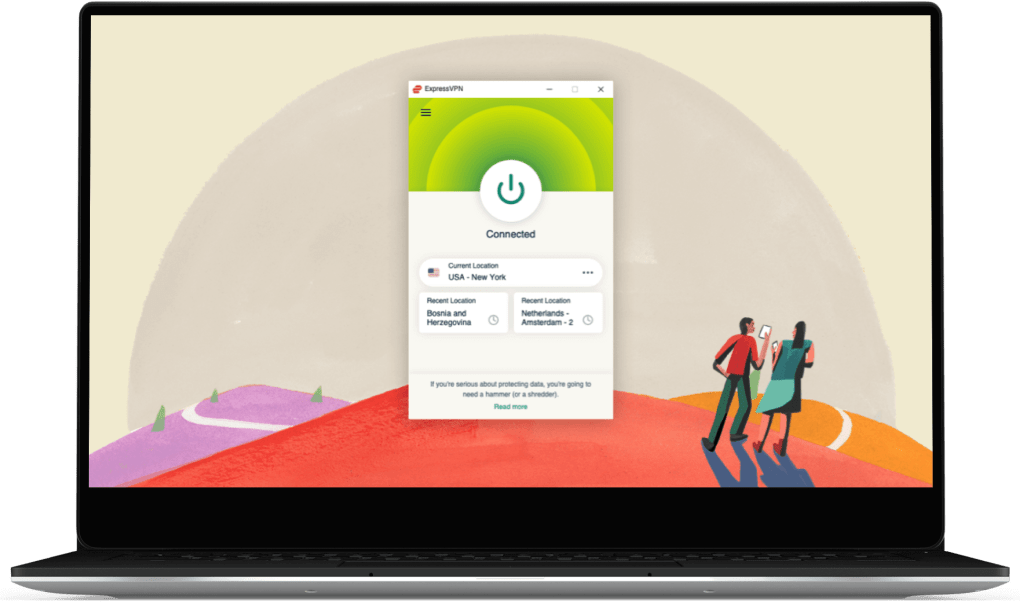 ExpressVPN
Connected
Current Location
USA - New York
Recent Location
Bosnia and
Herzegovina
Recent Location
Netherlands -
Amsterdam - 2
If you're serious about protecting data, you're going to
need a hammer (or a shredder).
Read more